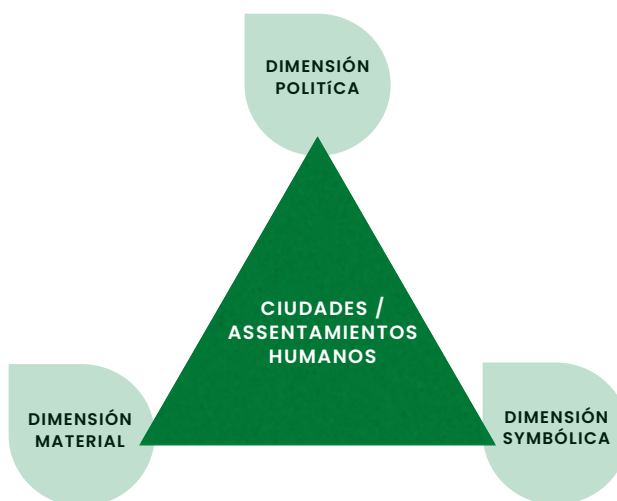 DIMENSIÓN
POLITíCA
CIUDADES /
ASSENTAMIENTOS
HUMANOS
DIMENSIÓN
MATERIAL
DIMENSIÓN
SYMBÓLICA